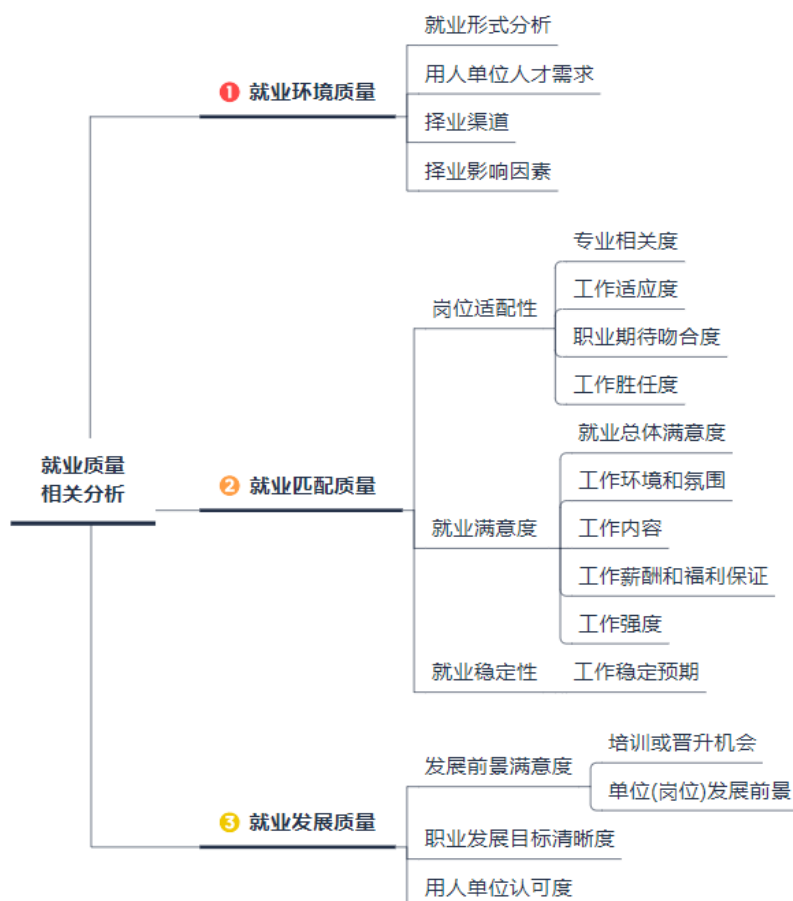 就业质量
相关分析
1 就业环境质量
就业形式分析
用人单位人才需求
择业渠道
择业影响因素
2 就业匹配质量
岗位适配性
专业相关度
工作适应度
职业期待吻合度
工作胜任度
就业满意度
就业总体满意度
工作环境和氛围
工作内容
工作薪酬和福利保证
工作强度
就业稳定性
工作稳定预期
3 就业发展质量
发展前景满意度
培训或晋升机会
单位(岗位)发展前景
职业发展目标清晰度
用人单位认可度